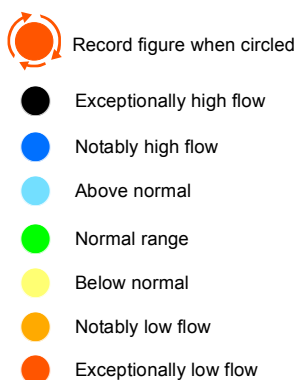 Record figure when circled
Exceptionally high flow
Notably high flow
Above normal
Normal range
Below normal
Notably low flow
Exceptionally low flow